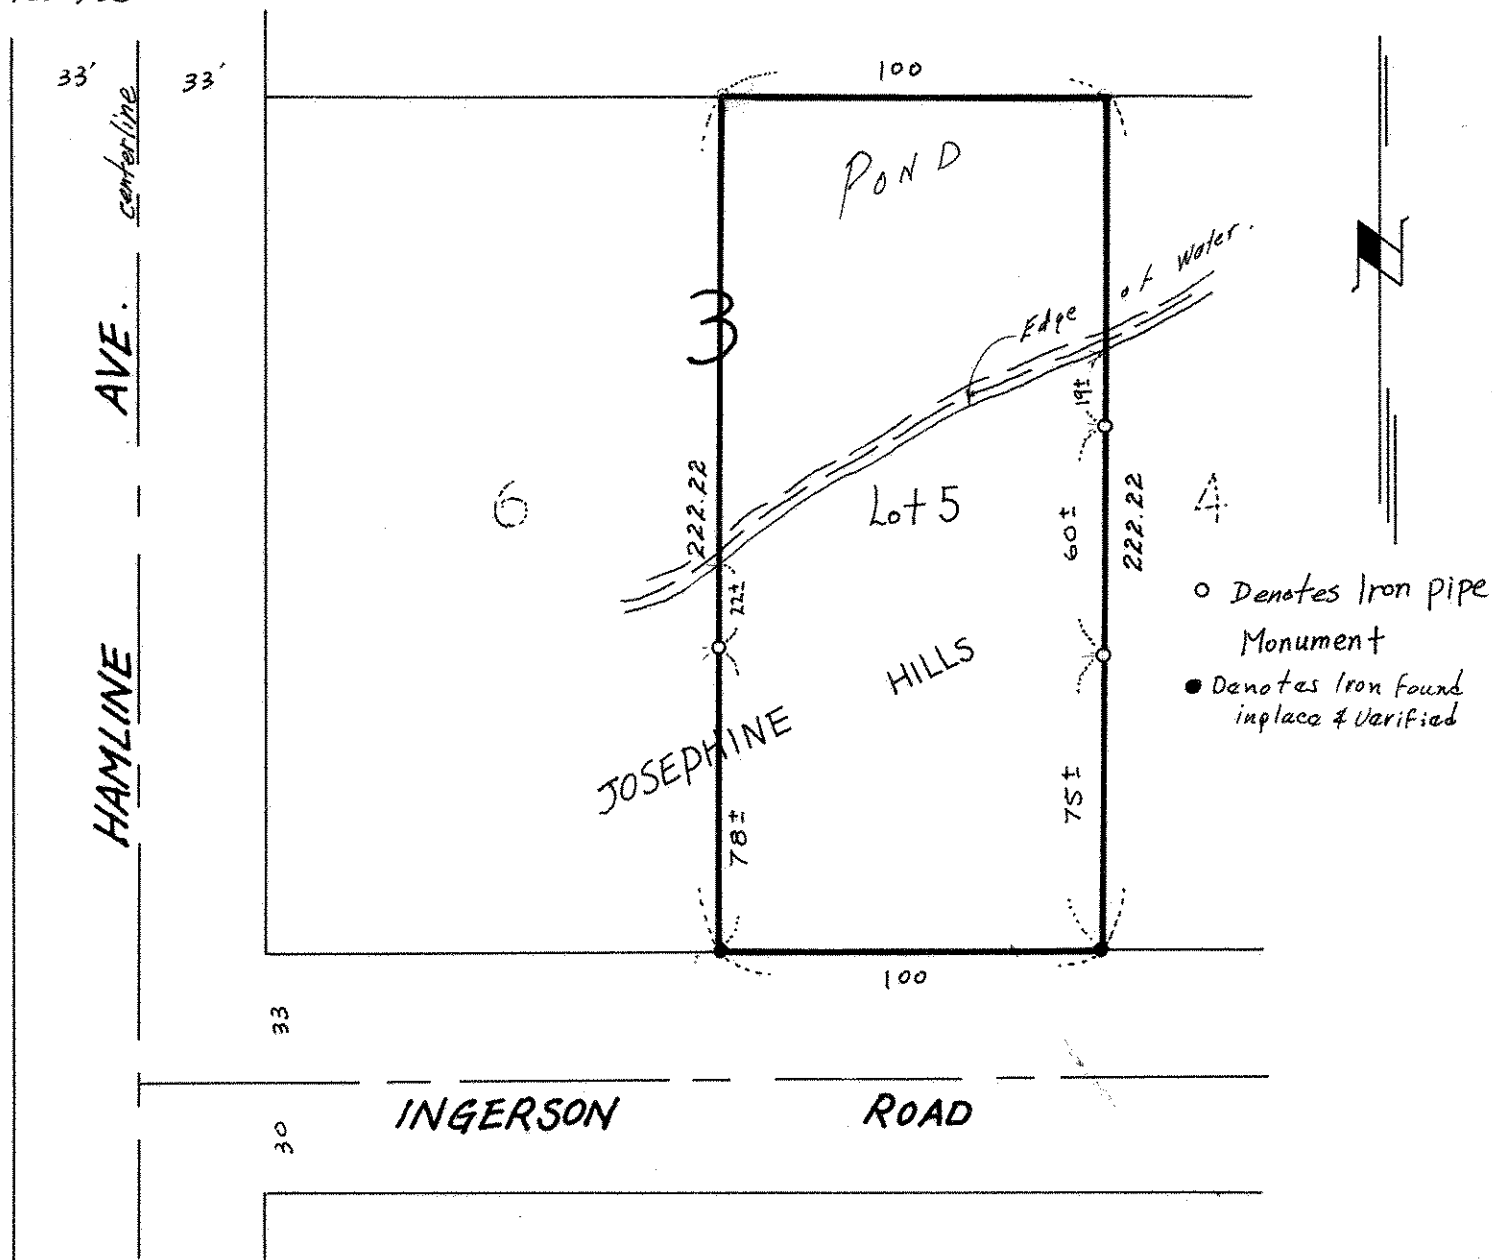 33'
33'
100
centerline
POND
Edge of Water.
3
AVE.
19±
222.22
Lot 5
6
60±
222.22
4
22±
○ Denotes Iron pipe
Monument
● Denotes Iron Found
inplace & Verified
HILLS
HAMLINE
JOSEPHINE
78±
75±
100
33
INGERSON ROAD
30